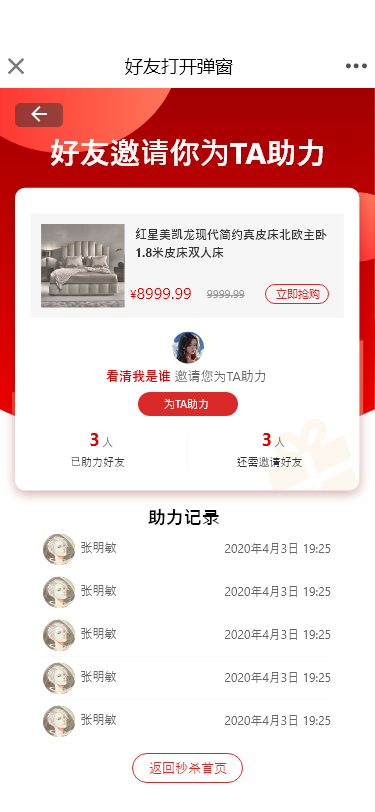 好友打开弹窗
好友邀请你为TA助力
红星美凯龙现代简约真皮床北欧主卧
1.8米皮床双人床
¥8999.99 9999.99 立即抢购
看清我是谁 邀请您为TA助力
为TA助力
3人 3人
已助力好友 还需邀请好友
助力记录
张明敏 2020年4月3日 19:25
张明敏 2020年4月3日 19:25
张明敏 2020年4月3日 19:25
张明敏 2020年4月3日 19:25
张明敏 2020年4月3日 19:25
返回秒杀首页